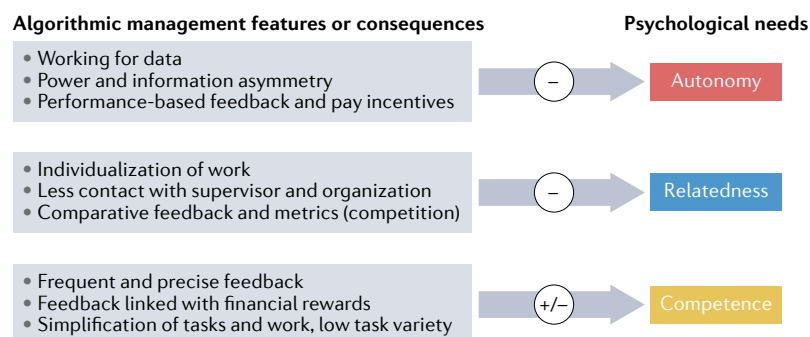 Algorithmic management features or consequences
Psychological needs
• Working for data
• Power and information asymmetry
• Performance-based feedback and pay incentives
–
Autonomy
• Individualization of work
• Less contact with supervisor and organization
• Comparative feedback and metrics (competition)
–
Relatedness
• Frequent and precise feedback
• Feedback linked with financial rewards
• Simplification of tasks and work, low task variety
+/–
Competence